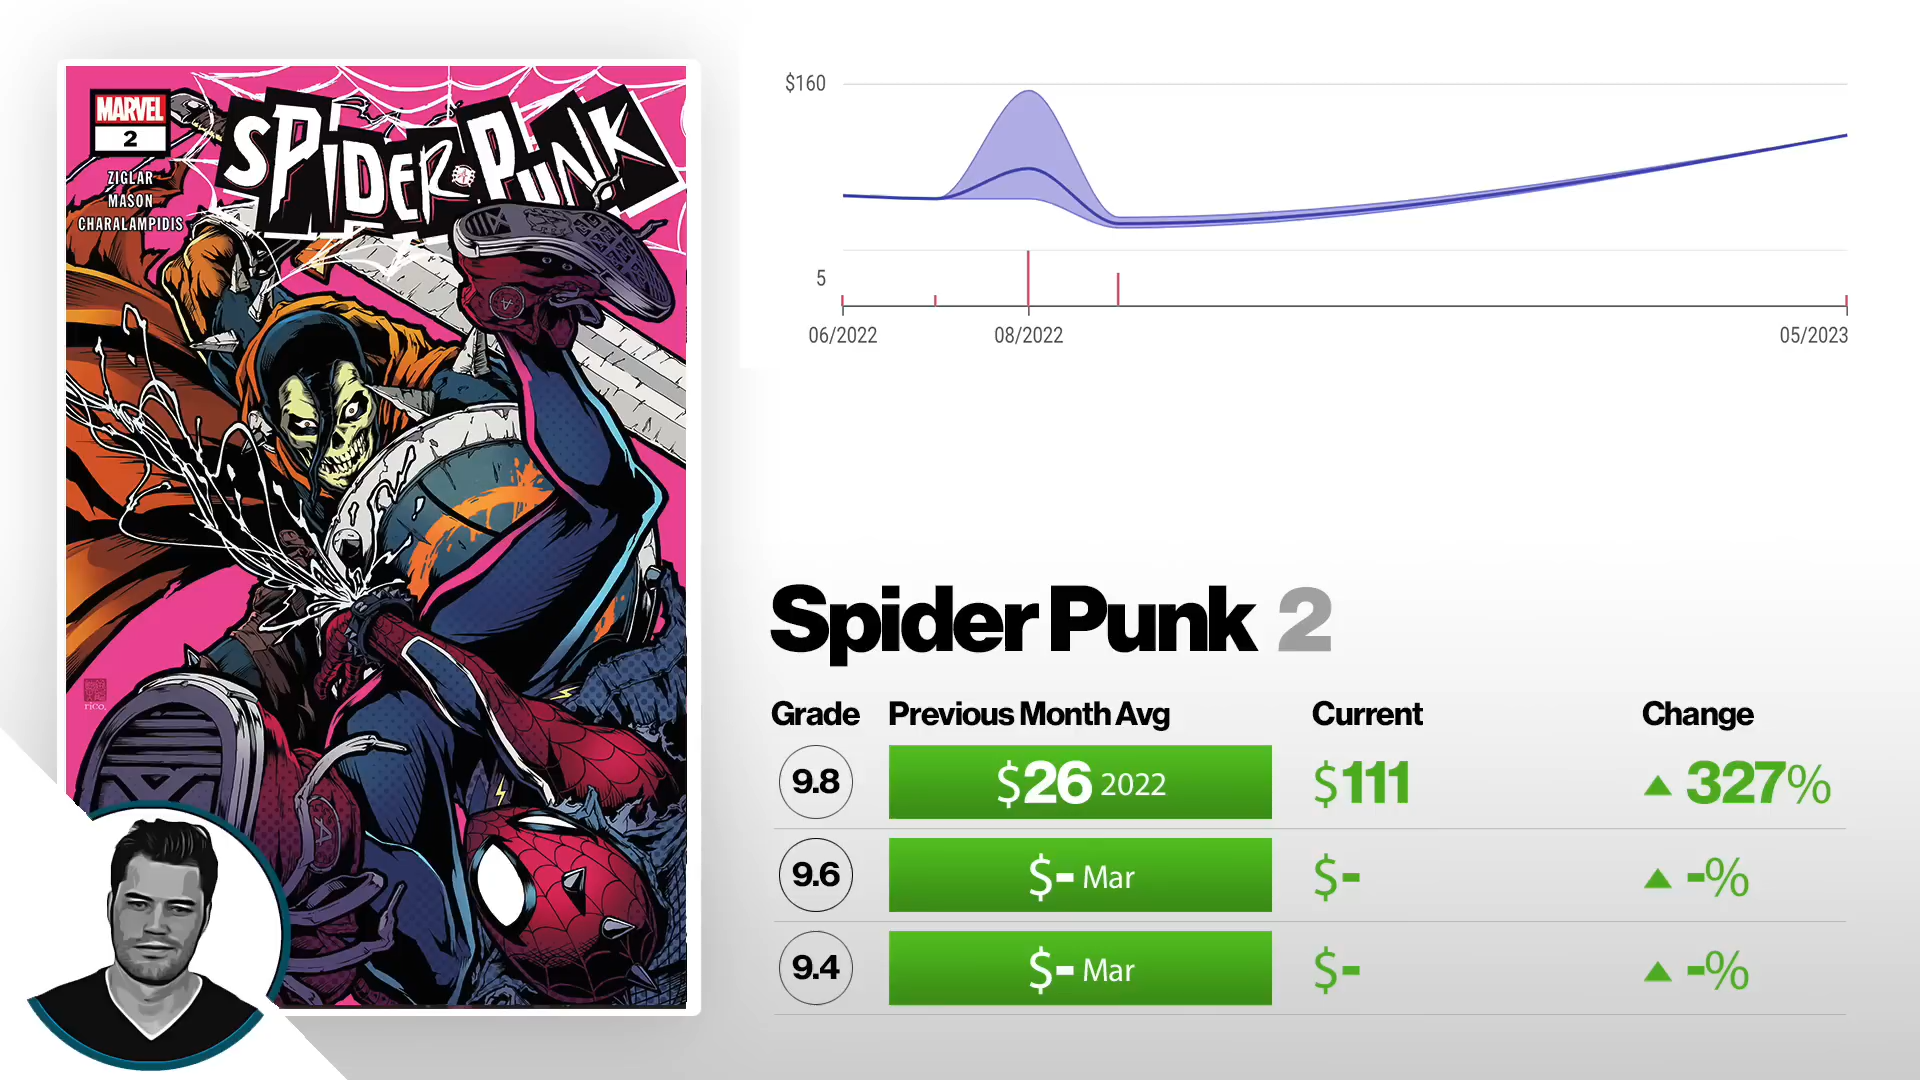 MARVEL
2
SPIDER-PUNK
ZIGLAR
MASON
CHARALAMPIDIS
rico.
$160
5
06/2022 08/2022 05/2023
Spider Punk 2
Grade Previous Month Avg Current Change
9.8 $26 2022 $111 ▲ 327%
9.6 $- Mar $- ▲ -%
9.4 $- Mar $- ▲ -%